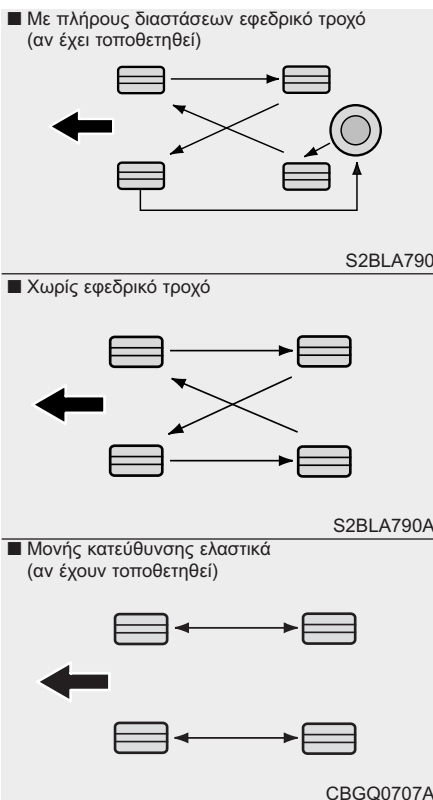 ■ Με πλήρους διαστάσεων εφεδρικό τροχό
(αν έχει τοποθετηθεί)
S2BLA790
■ Χωρίς εφεδρικό τροχό
S2BLA790A
■ Μονής κατεύθυνσης ελαστικά
(αν έχουν τοποθετηθεί)
CBGQ0707A